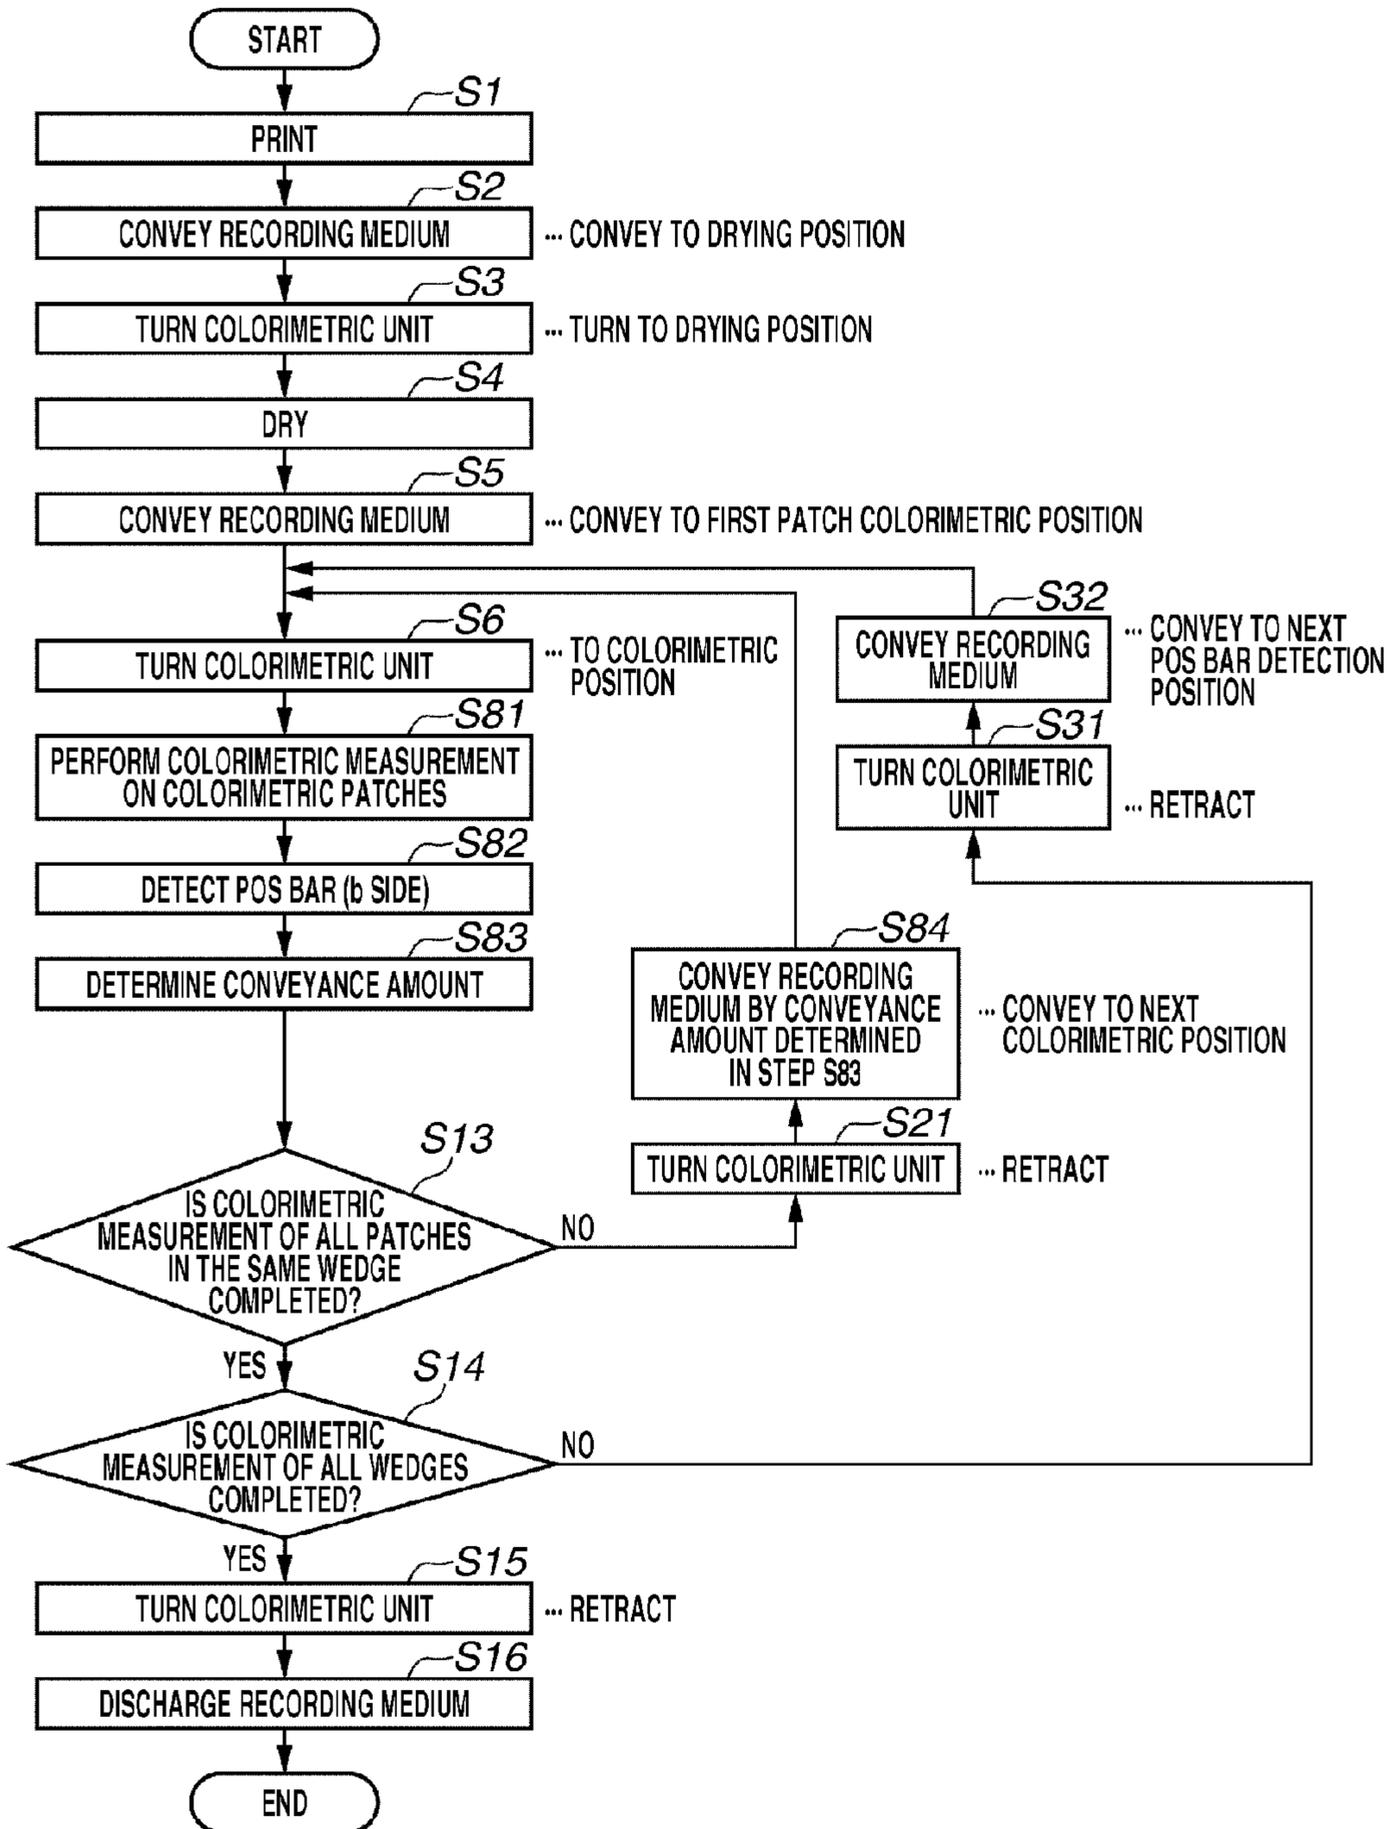 START
S1
PRINT
S2
CONVEY RECORDING MEDIUM
... CONVEY TO DRYING POSITION
S3
TURN COLORIMETRIC UNIT
... TURN TO DRYING POSITION
S4
DRY
S5
CONVEY RECORDING MEDIUM
... CONVEY TO FIRST PATCH COLORIMETRIC POSITION
S6
TURN COLORIMETRIC UNIT
... TO COLORIMETRIC
POSITION
S32
CONVEY RECORDING
MEDIUM
... CONVEY TO NEXT
POS BAR DETECTION
POSITION
S81
PERFORM COLORIMETRIC MEASUREMENT
ON COLORIMETRIC PATCHES
S31
TURN COLORIMETRIC
UNIT
... RETRACT
S82
DETECT POS BAR (b SIDE)
S83
DETERMINE CONVEYANCE AMOUNT
S84
CONVEY RECORDING
MEDIUM BY CONVEYANCE
AMOUNT DETERMINED
IN STEP S83
... CONVEY TO NEXT
COLORIMETRIC POSITION
S21
TURN COLORIMETRIC UNIT
... RETRACT
S13
IS COLORIMETRIC
MEASUREMENT OF ALL PATCHES
IN THE SAME WEDGE
COMPLETED?
NO
YES
S14
IS COLORIMETRIC
MEASUREMENT OF ALL WEDGES
COMPLETED?
NO
YES
S15
TURN COLORIMETRIC UNIT
... RETRACT
S16
DISCHARGE RECORDING MEDIUM
END